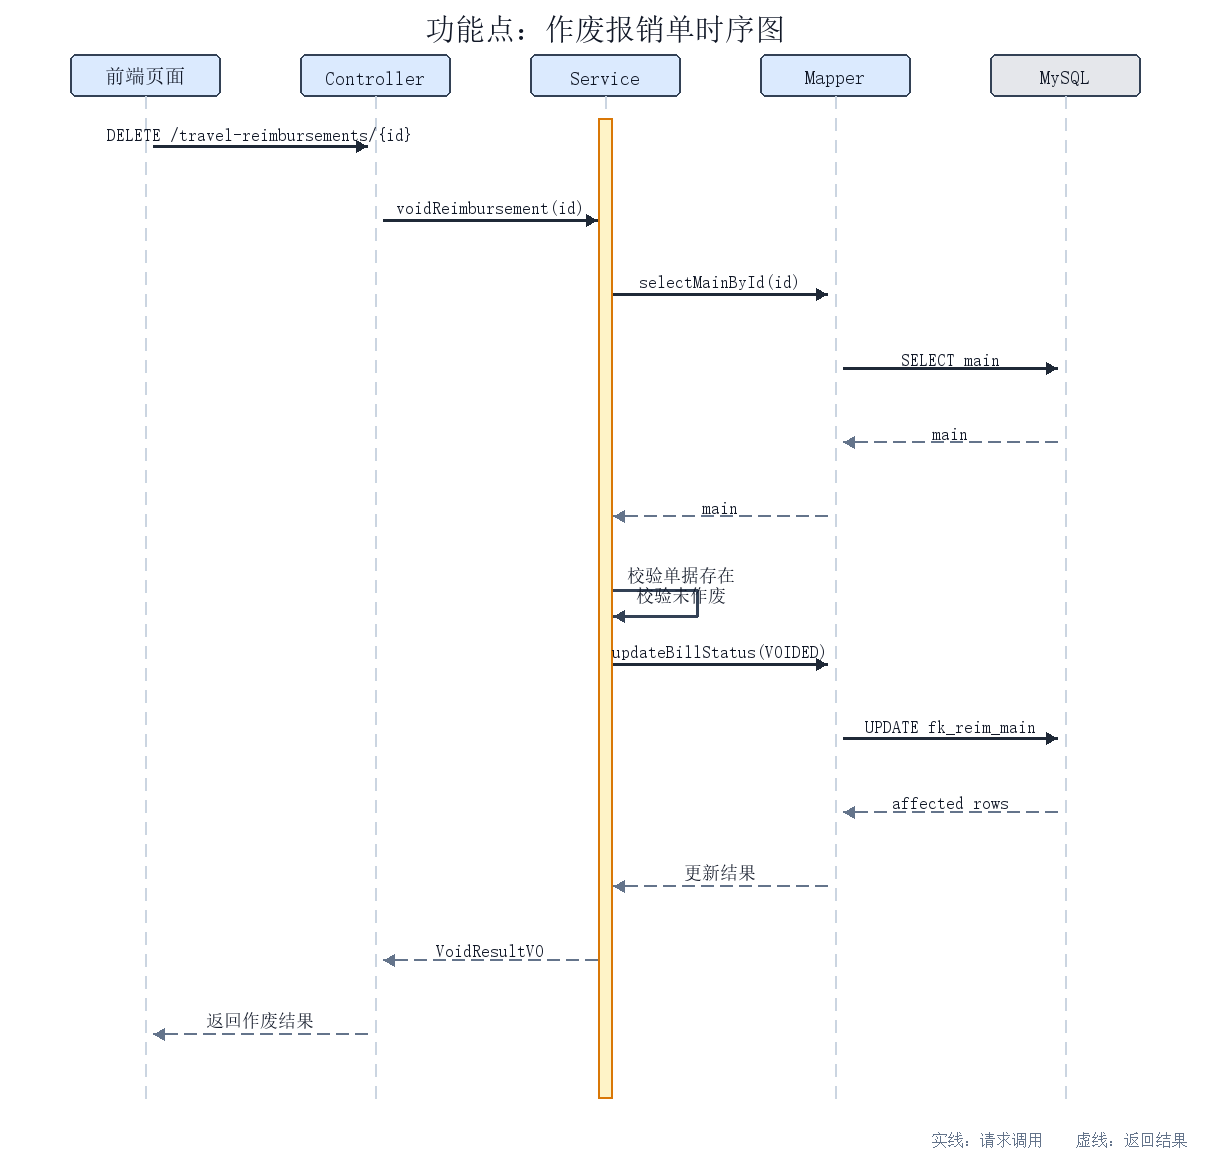 功能点：作废报销单时序图
前端页面
Controller
Service
Mapper
MySQL
DELETE /travel-reimbursements/{id}
voidReimbursement(id)
selectMainById(id)
SELECT main
main
main
校验单据存在
校验未作废
updateBillStatus(VOIDED)
UPDATE fk_reim_main
affected rows
更新结果
VoidResultVO
返回作废结果
实线：请求调用
虚线：返回结果